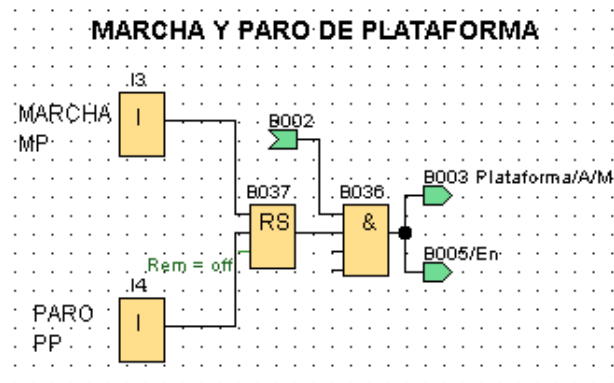 MARCHA Y PARO DE PLATAFORMA
I3
MARCHA
MP
I
B002
B003 Plataforma/A/M
B037
RS
B036
&
B005/En
Rem = off
I4
PARO
PP
I